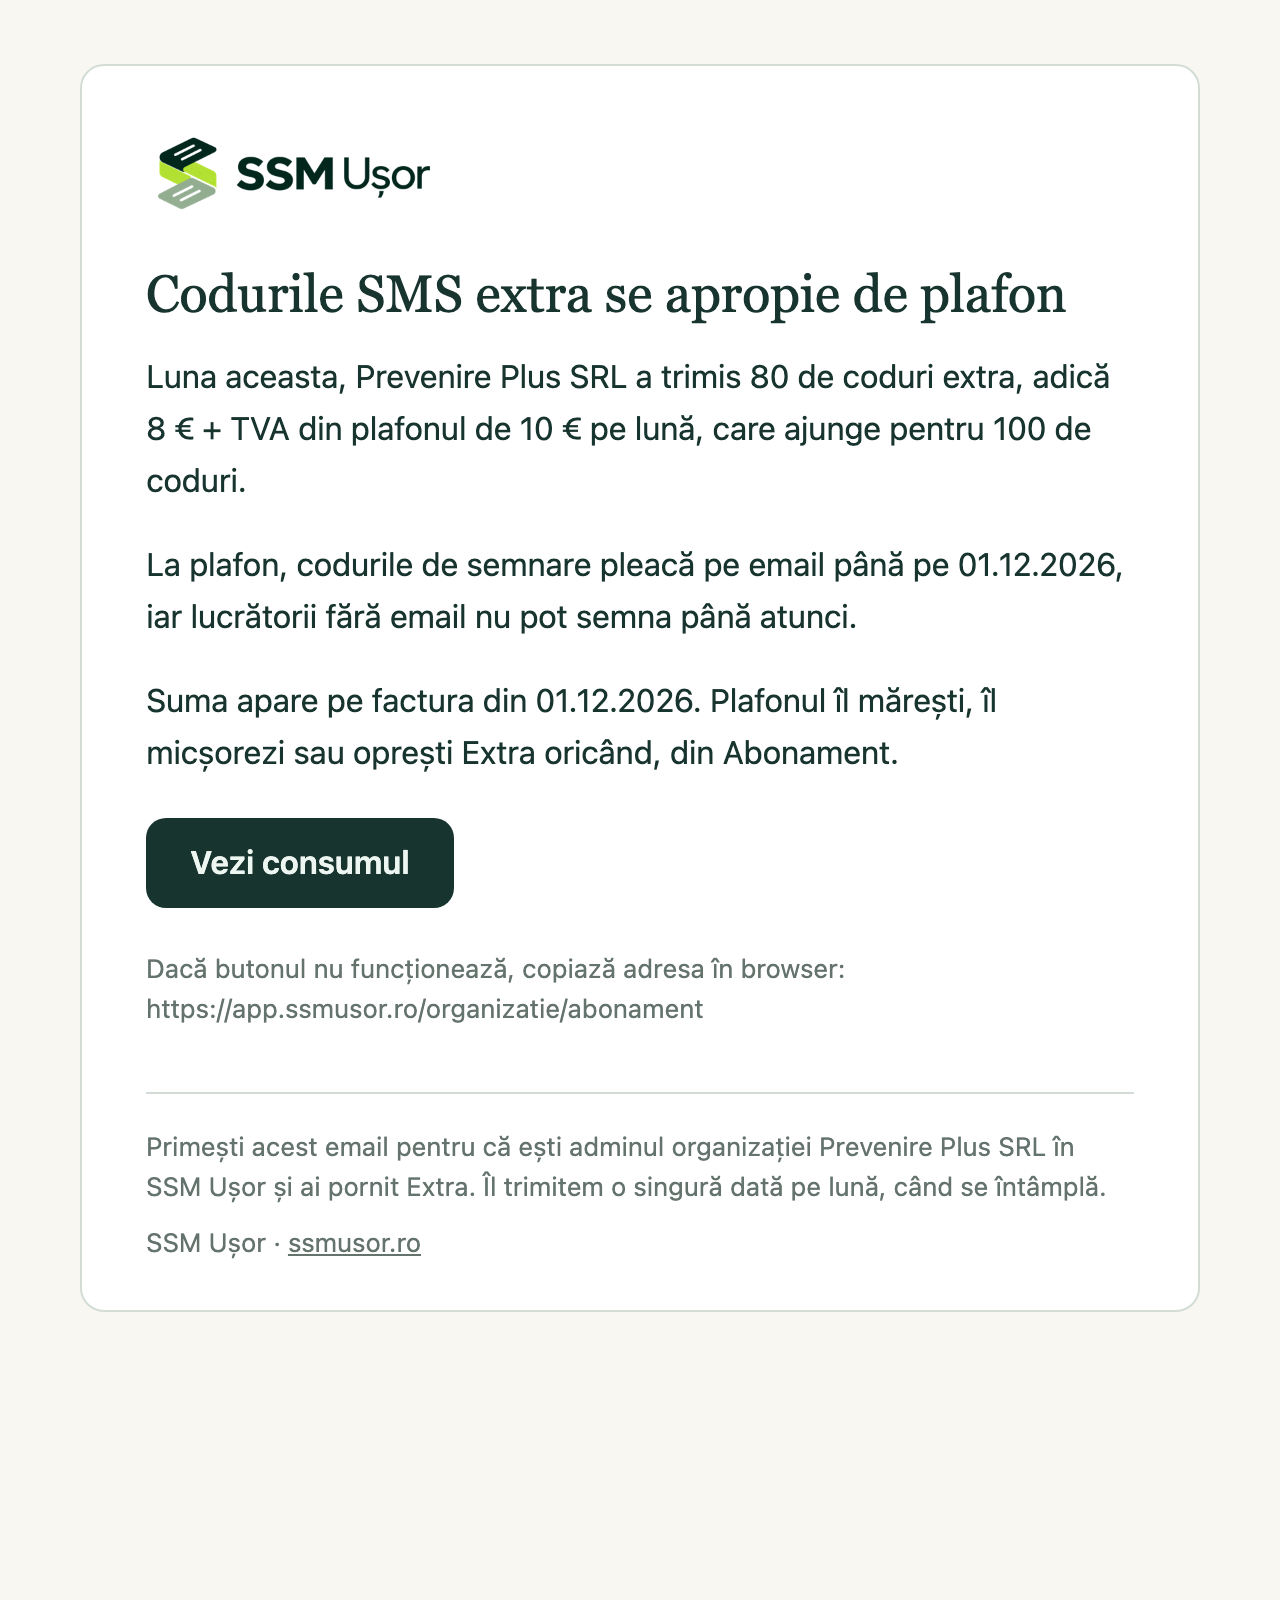 SSM Ușor
Codurile SMS extra se apropie de plafon
Luna aceasta, Prevenire Plus SRL a trimis 80 de coduri extra, adică
8 € + TVA din plafonul de 10 € pe lună, care ajunge pentru 100 de
coduri.
La plafon, codurile de semnare pleacă pe email până pe 01.12.2026,
iar lucrătorii fără email nu pot semna până atunci.
Suma apare pe factura din 01.12.2026. Plafonul îl mărești, îl
micșorezi sau oprești Extra oricând, din Abonament.
Vezi consumul
Dacă butonul nu funcționează, copiază adresa în browser:
https://app.ssmusor.ro/organizatie/abonament
Primești acest email pentru că ești adminul organizației Prevenire Plus SRL în
SSM Ușor și ai pornit Extra. Îl trimitem o singură dată pe lună, când se întâmplă.
SSM Ușor · ssmusor.ro